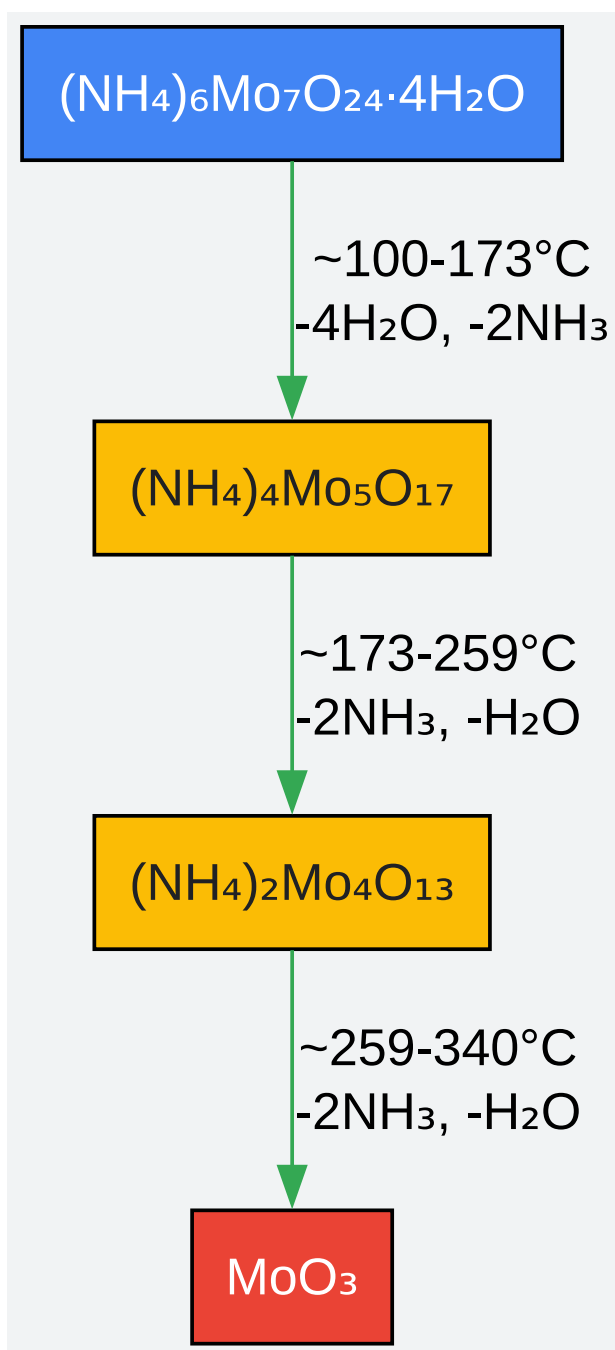 (NH₄)₆Mo₇O₂₄·4H₂O
~100-173°C
-4H₂O, -2NH₃
(NH₄)₄Mo₅O₁₇
~173-259°C
-2NH₃, -H₂O
(NH₄)₂Mo₄O₁₃
~259-340°C
-2NH₃, -H₂O
MoO₃